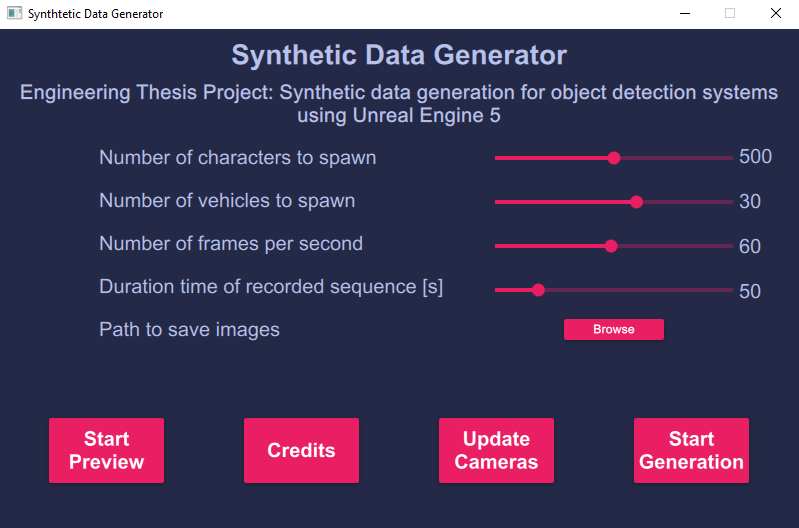 Synthtetic Data Generator
Synthetic Data Generator
Engineering Thesis Project: Synthetic data generation for object detection systems
using Unreal Engine 5
Number of characters to spawn 500
Number of vehicles to spawn 30
Number of frames per second 60
Duration time of recorded sequence [s] 50
Path to save images Browse
Start
Preview
Credits
Update
Cameras
Start
Generation